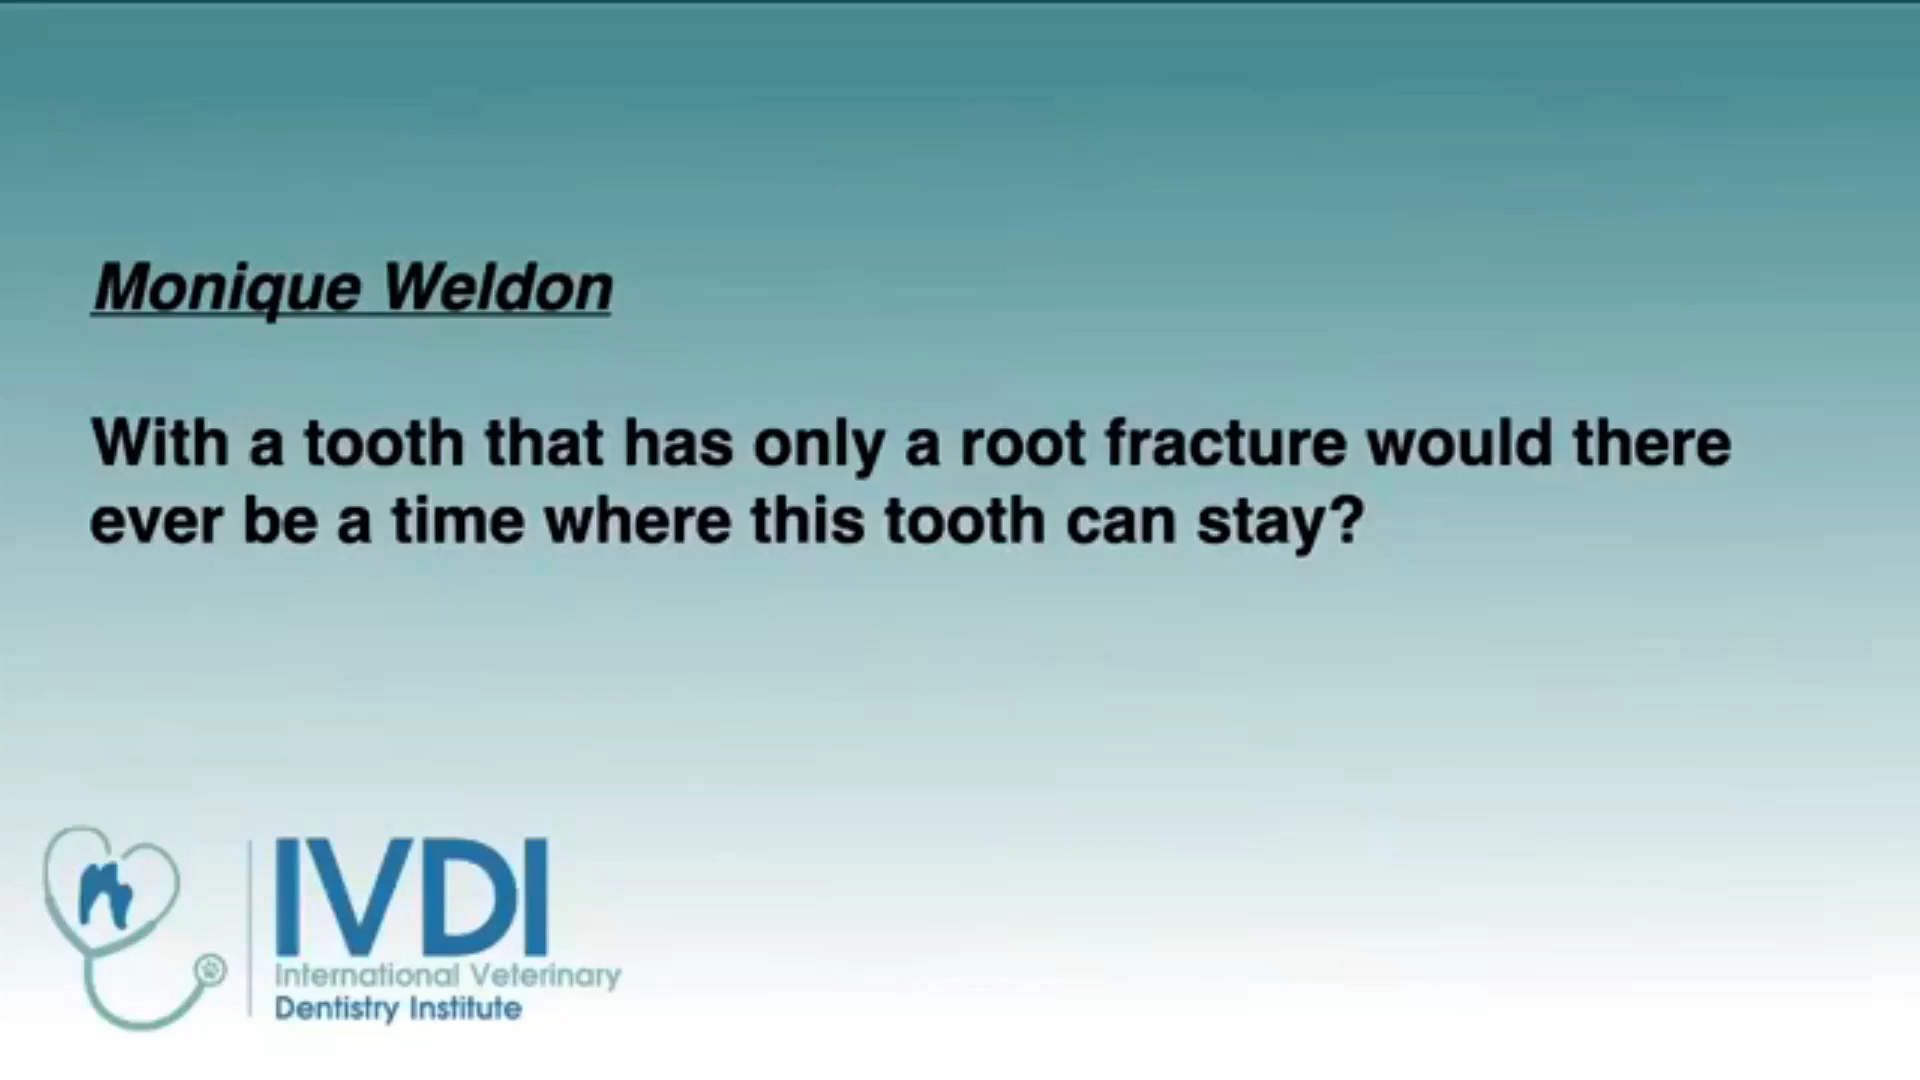 Monique Weldon
With a tooth that has only a root fracture would there
ever be a time where this tooth can stay?
IVDI
International Veterinary
Dentistry Institute